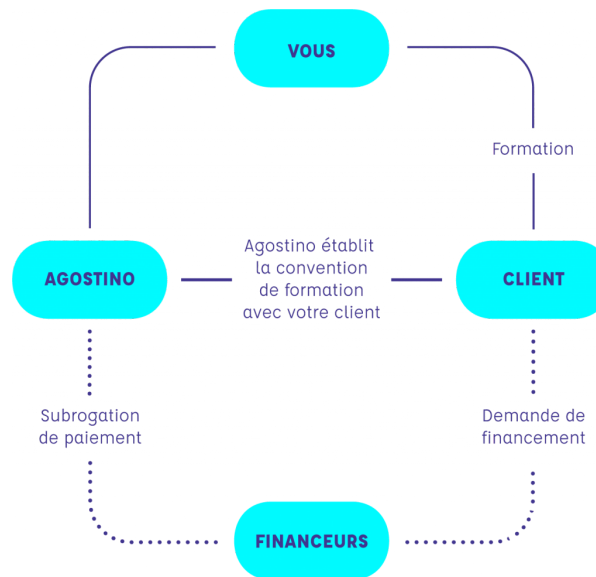 VOUS
Formation
AGOSTINO
Agostino établit
la convention
de formation
avec votre client
CLIENT
Subrogation
de paiement
Demande de
financement
FINANCEURS